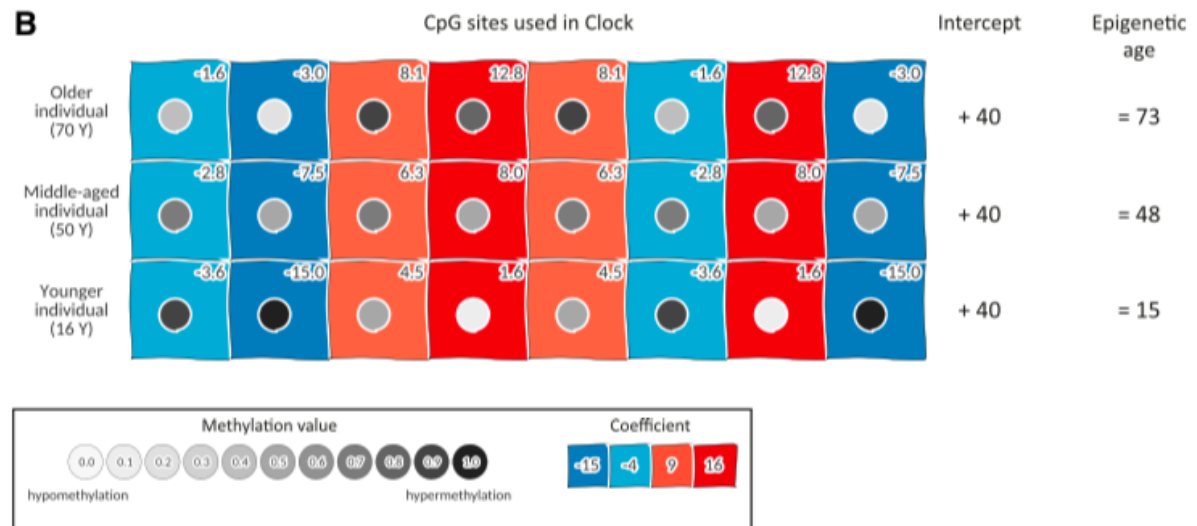 B
CpG sites used in Clock
Intercept
Epigenetic
age
Older
individual
(70 Y)
-1.6 -3.0 8.1 12.8 8.1 -1.6 12.8 -3.0
+ 40
= 73
Middle-aged
individual
(50 Y)
-2.8 -7.5 6.3 8.0 6.3 -2.8 8.0 -7.5
+ 40
= 48
Younger
individual
(16 Y)
-3.6 -15.0 4.5 1.6 4.5 -3.6 1.6 -15.0
+ 40
= 15
Methylation value
0.0 0.1 0.2 0.3 0.4 0.5 0.6 0.7 0.8 0.9 1.0
hypomethylation
hypermethylation
Coefficient
-15 -4 9 16